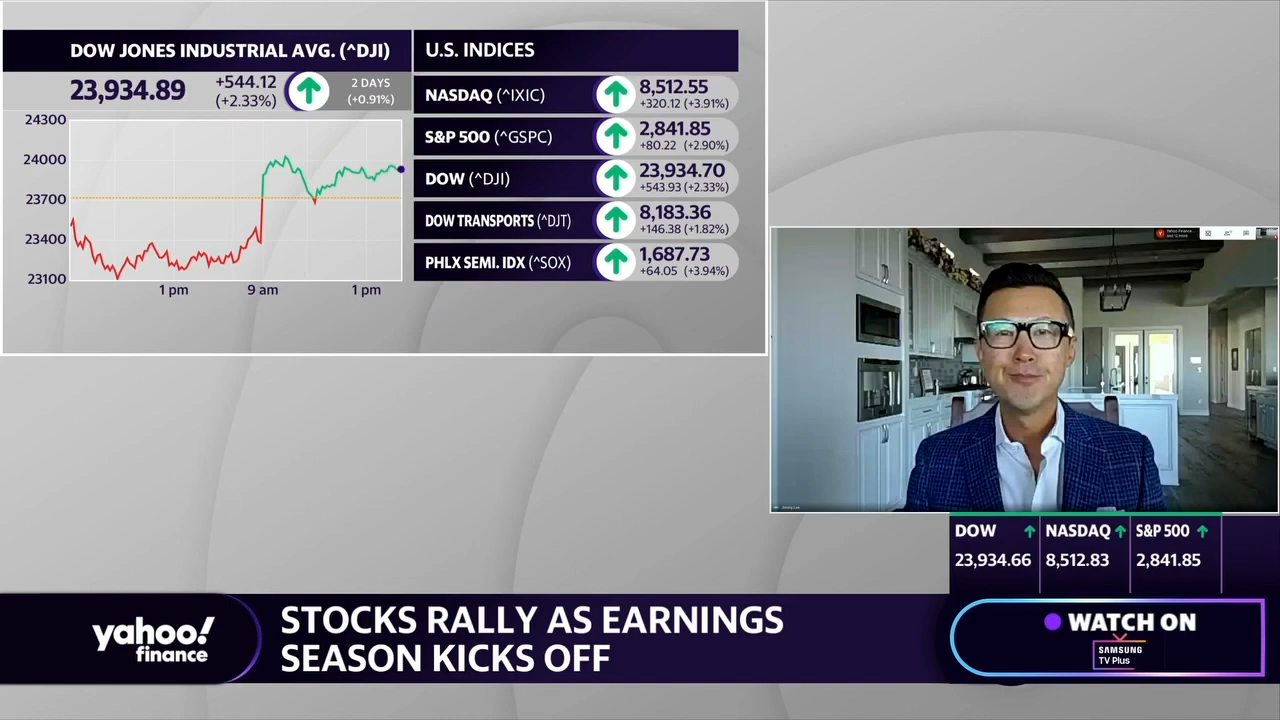 DOW JONES INDUSTRIAL AVG. (^DJI)
23,934.89
+544.12
(+2.33%)
2 DAYS
(+0.91%)
24300
24000
23700
23400
23100
1 pm
9 am
1 pm
U.S. INDICES
NASDAQ (^IXIC)
8,512.55
+320.12 (+3.91%)
S&P 500 (^GSPC)
2,841.85
+80.22 (+2.90%)
DOW (^DJI)
23,934.70
+543.93 (+2.33%)
DOW TRANSPORTS (^DJT)
8,183.36
+146.38 (+1.82%)
PHLX SEMI. IDX (^SOX)
1,687.73
+64.05 (+3.94%)
Yahoo Finance
Jimmy Lee
DOW
23,934.66
NASDAQ
8,512.83
S&P 500
2,841.85
yahoo!
finance
STOCKS RALLY AS EARNINGS
SEASON KICKS OFF
WATCH ON
SAMSUNG
TV Plus